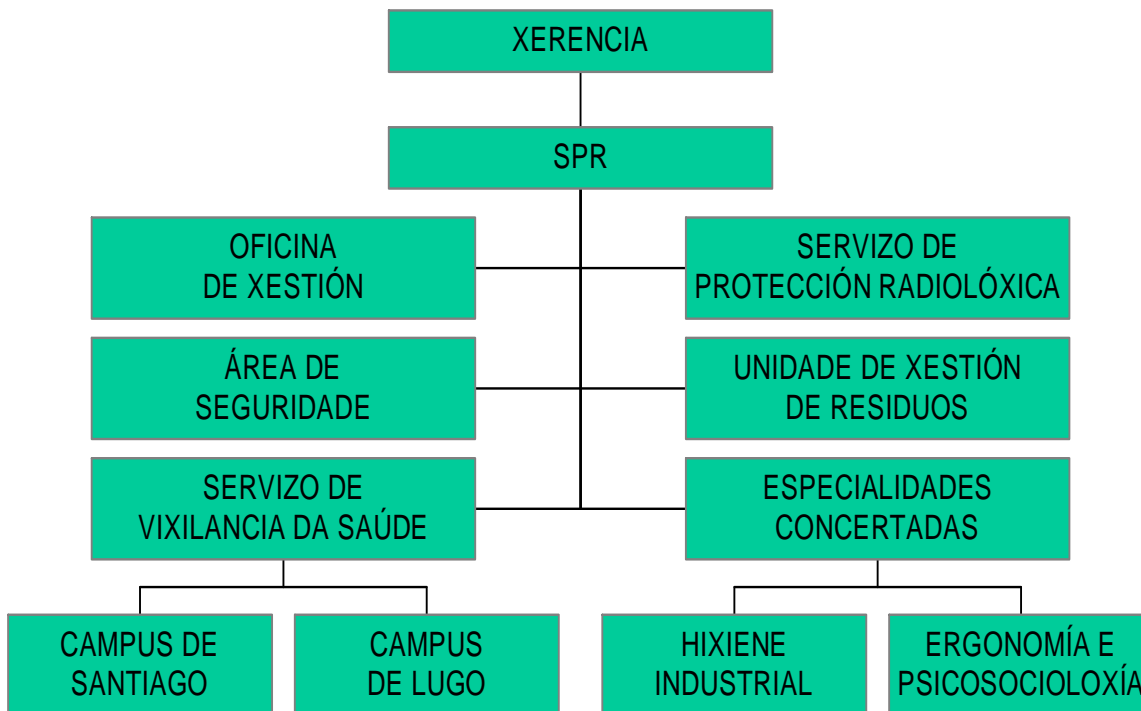 XERENCIA
SPR
OFICINA
DE XESTIÓN
SERVIZO DE
PROTECCIÓN RADIOLÓXICA
ÁREA DE
SEGURIDADE
UNIDADE DE XESTIÓN
DE RESIDUOS
SERVIZO DE
VIXILANCIA DA SAÚDE
ESPECIALIDADES
CONCERTADAS
CAMPUS DE
SANTIAGO
CAMPUS
DE LUGO
HIXIENE
INDUSTRIAL
ERGONOMÍA E
PSICOSOCIOLOXÍA